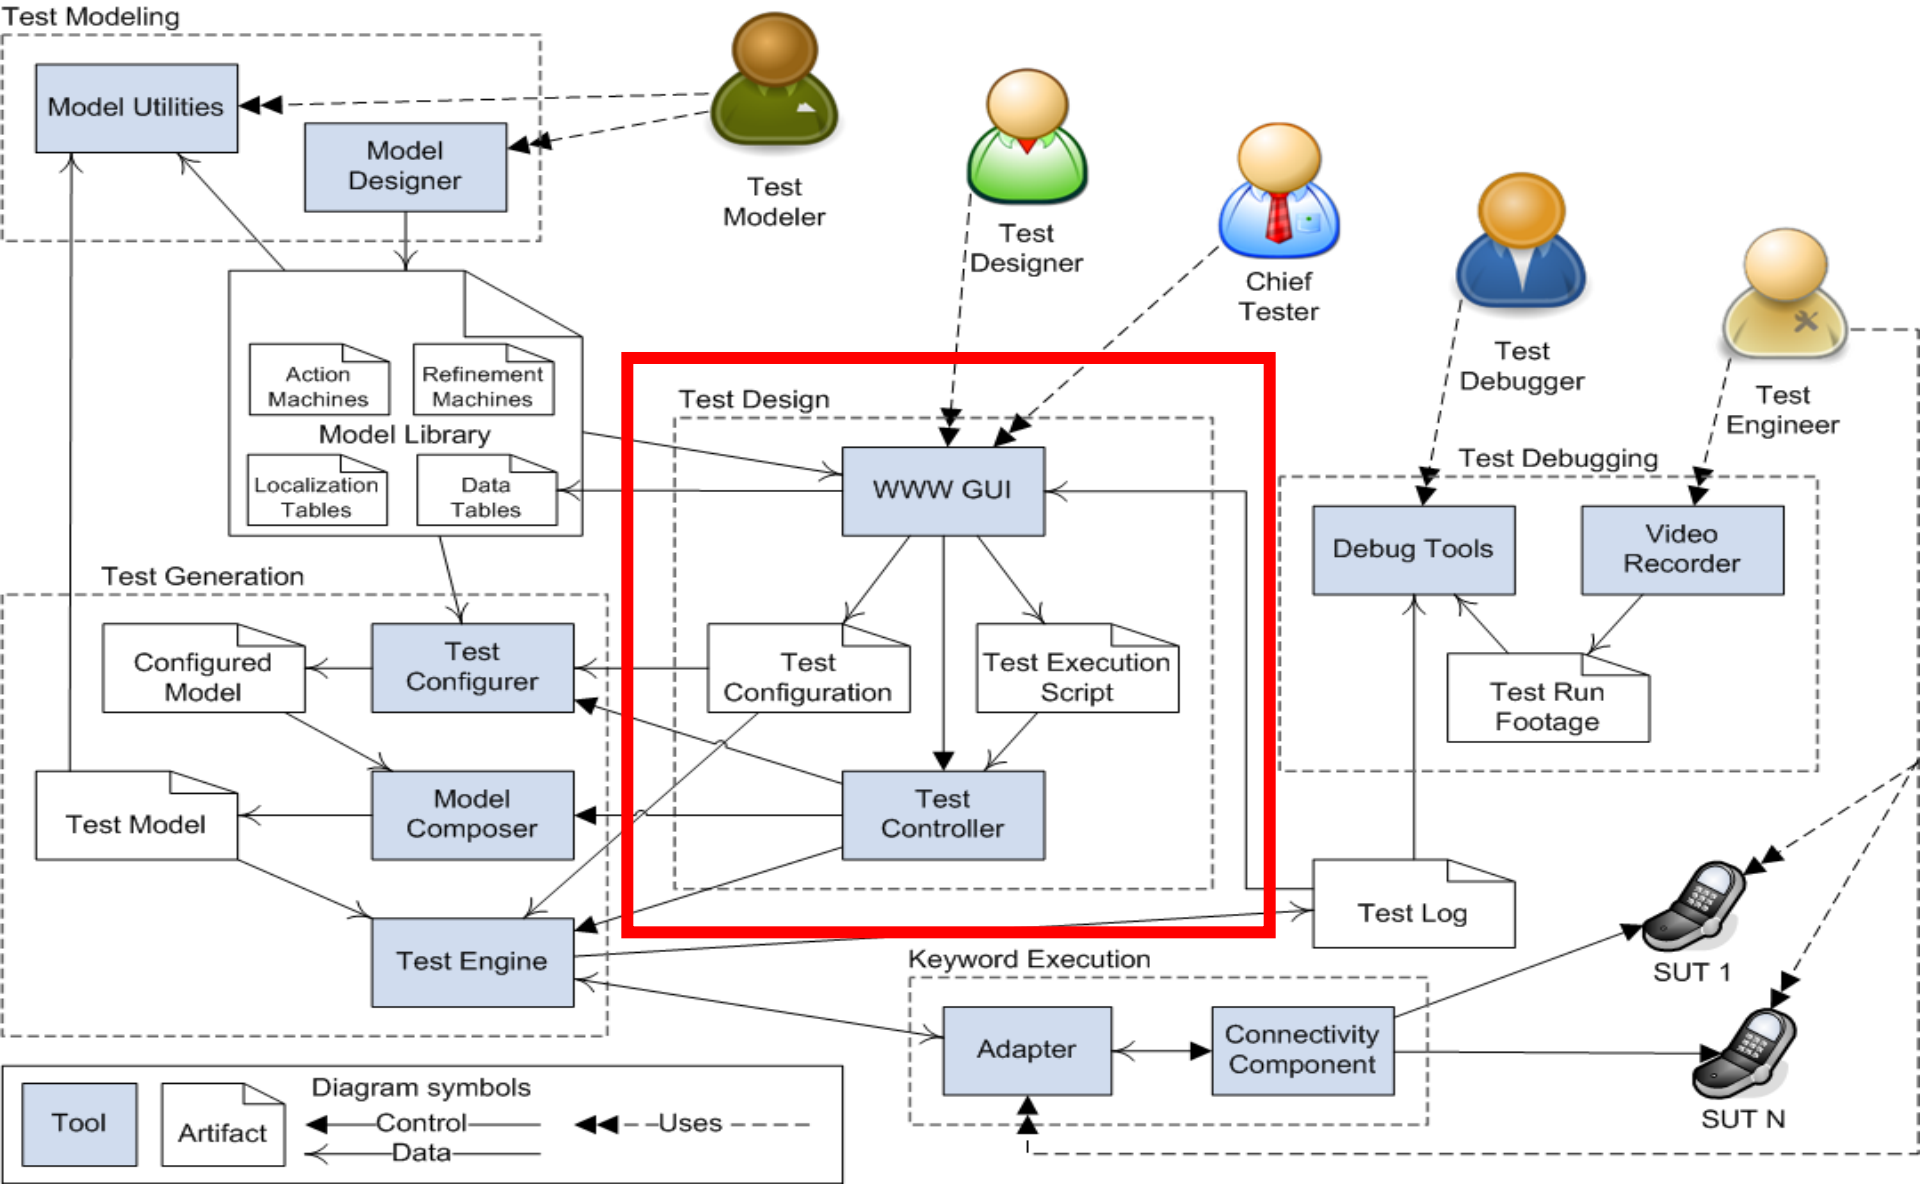 Test Modeling
Model Utilities
Model
Designer
Test
Modeler
Test
Designer
Chief
Tester
Test
Debugger
Test
Engineer
Action
Machines
Refinement
Machines
Model Library
Localization
Tables
Data
Tables
Test Design
WWW GUI
Test
Configuration
Test Execution
Script
Test
Controller
Test Debugging
Debug Tools
Video
Recorder
Test Run
Footage
Test Generation
Configured
Model
Test
Configurer
Test Model
Model
Composer
Test Engine
Test Log
Keyword Execution
Adapter
Connectivity
Component
SUT 1
SUT N
Diagram symbols
Tool
Artifact
Control
Data
Uses